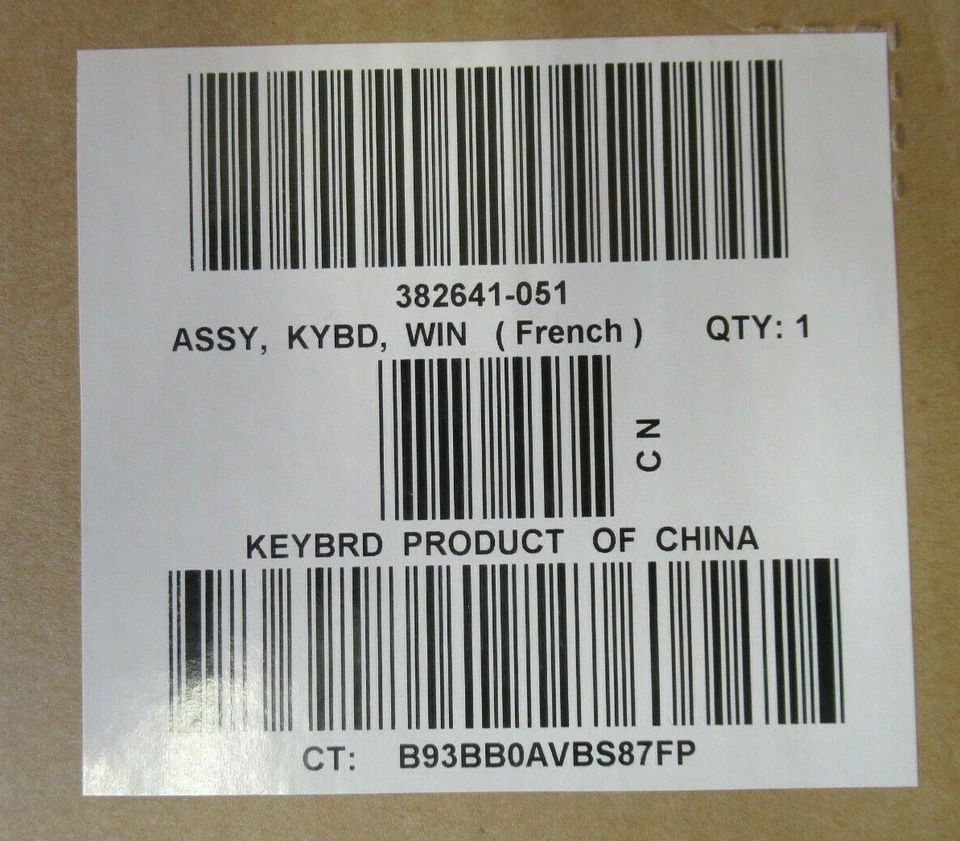 382641-051
ASSY, KYBD, WIN ( French ) QTY: 1
CN
KEYBRD PRODUCT OF CHINA
CT: B93BB0AVBS87FP